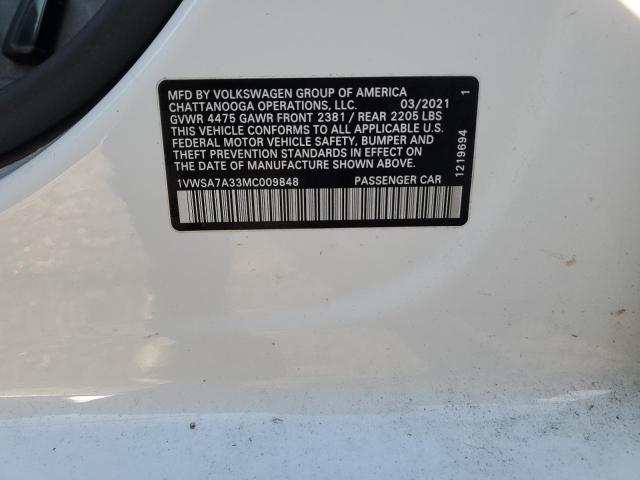 MFD BY VOLKSWAGEN GROUP OF AMERICA
CHATTANOOGA OPERATIONS, LLC. 03/2021
GVWR 4475 GAWR FRONT 2381 / REAR 2205 LBS
THIS VEHICLE CONFORMS TO ALL APPLICABLE U.S.
FEDERAL MOTOR VEHICLE SAFETY, BUMPER AND
THEFT PREVENTION STANDARDS IN EFFECT ON
THE DATE OF MANUFACTURE SHOWN ABOVE.
1VWSA7A33MC009848 PASSENGER CAR
1219694 1